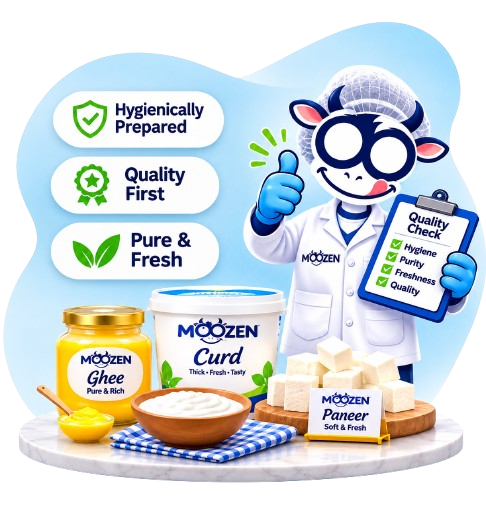 Hygienically
Prepared
Quality
First
Pure &
Fresh
Quality
Check
Hygiene
Purity
Freshness
Quality
MOOZEN
MOOZEN
Ghee
Pure & Rich
MOOZEN
Curd
Thick • Fresh • Tasty
MOOZEN
Paneer
Soft & Fresh